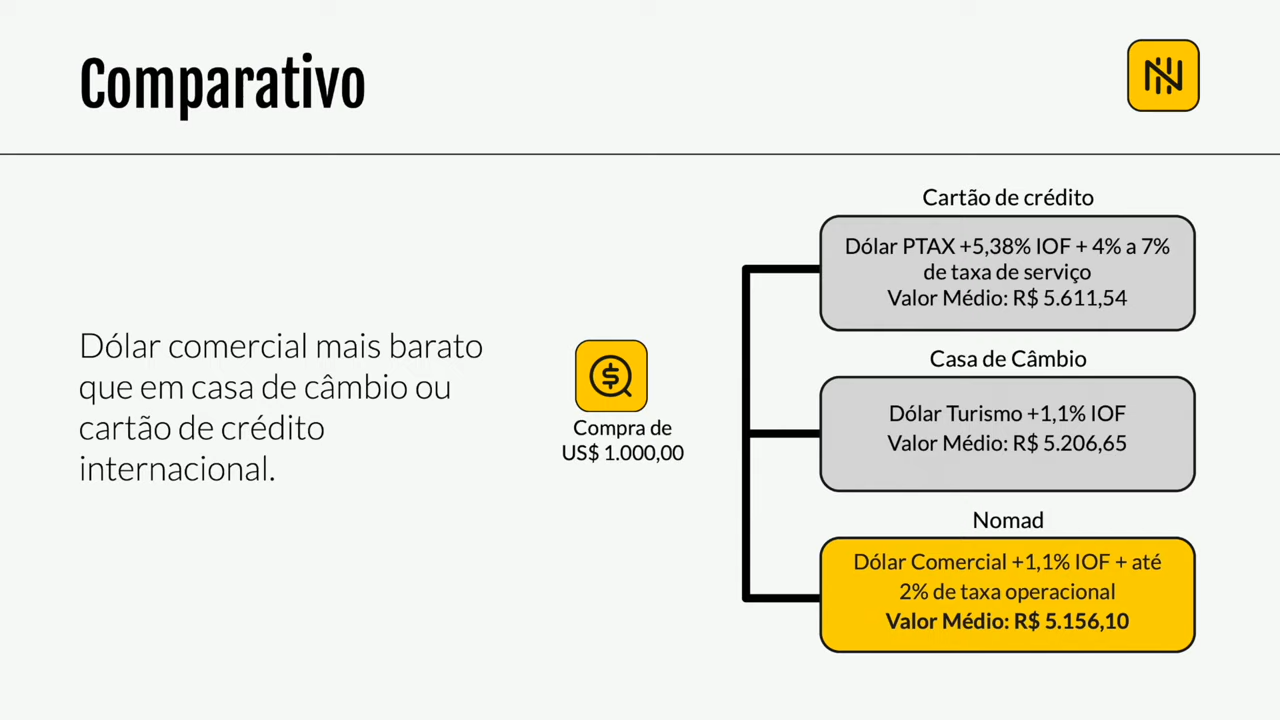 Comparativo
Dólar comercial mais barato
que em casa de câmbio ou
cartão de crédito
internacional.
Compra de
US$ 1.000,00
Cartão de crédito
Dólar PTAX +5,38% IOF + 4% a 7%
de taxa de serviço
Valor Médio: R$ 5.611,54
Casa de Câmbio
Dólar Turismo +1,1% IOF
Valor Médio: R$ 5.206,65
Nomad
Dólar Comercial +1,1% IOF + até
2% de taxa operacional
Valor Médio: R$ 5.156,10